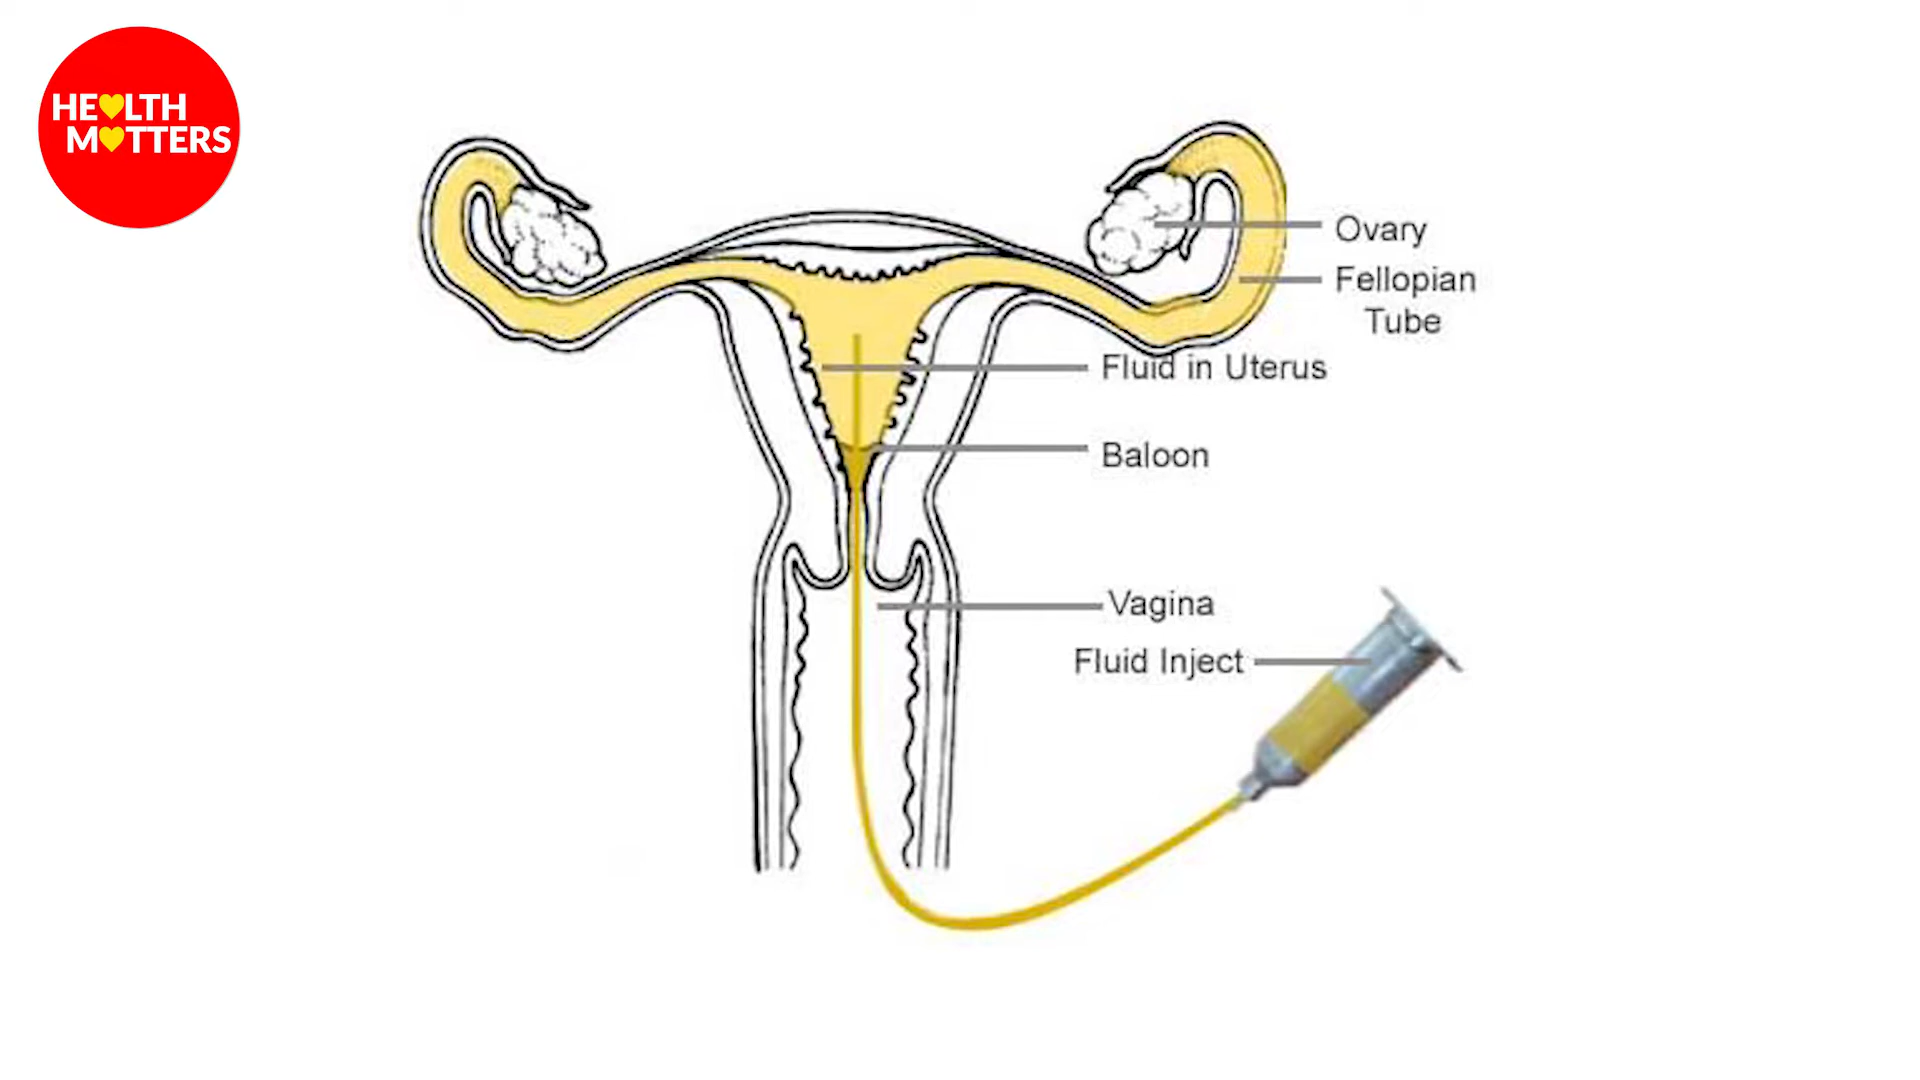 HEALTH
MATTERS
Ovary
Fellopian
Tube
Fluid in Uterus
Baloon
Vagina
Fluid Inject